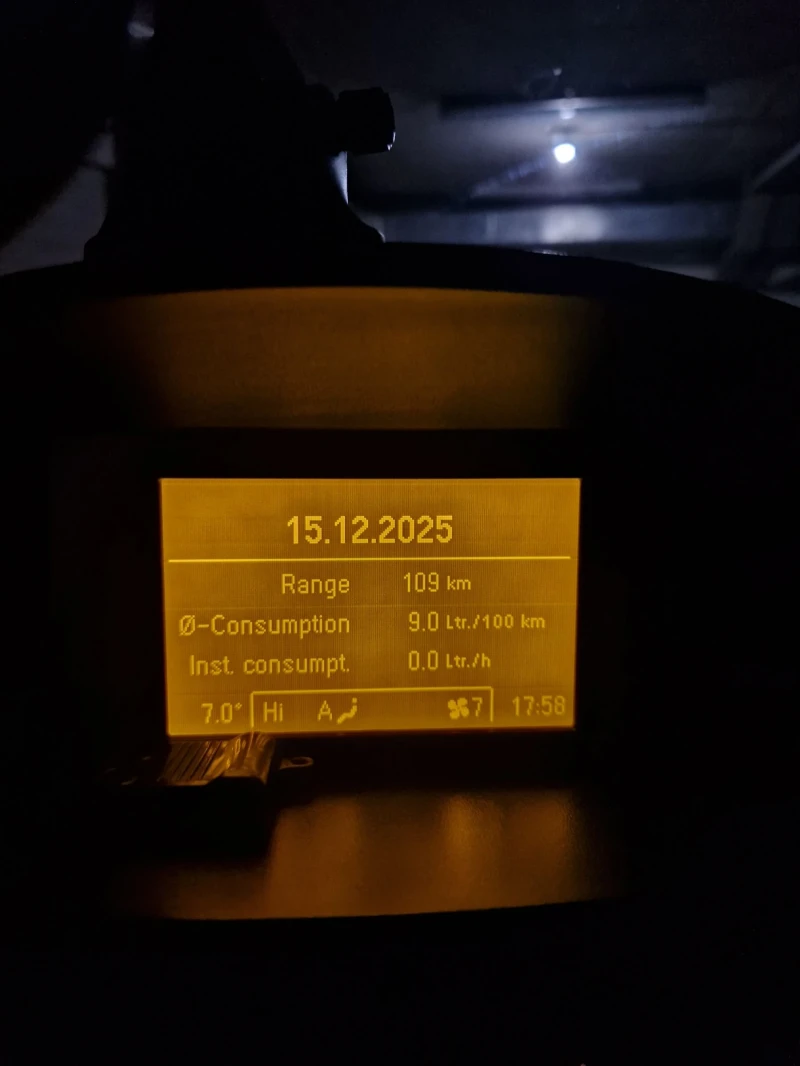 15.12.2025
Range 109 km
Ø-Consumption 9.0 Ltr./100 km
Inst. consumpt. 0.0 Ltr./h
7.0° Hi A 7 17:58